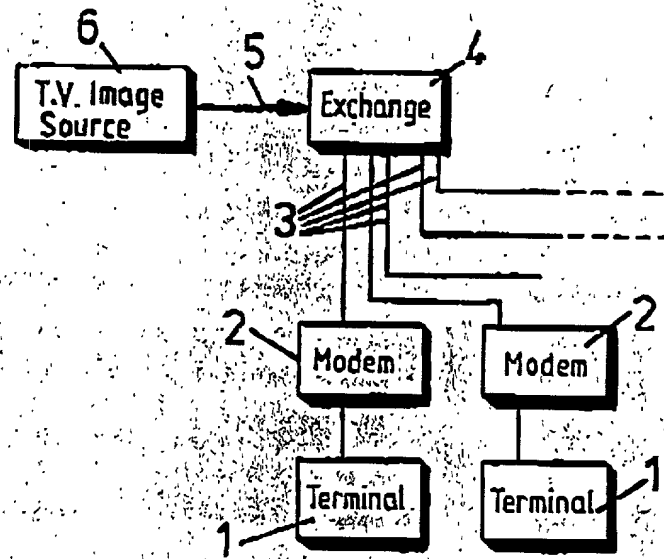 6
5
4
T.V. Image
Source
Exchange
3
2
Modem
2
Modem
Terminal
1
Terminal
1